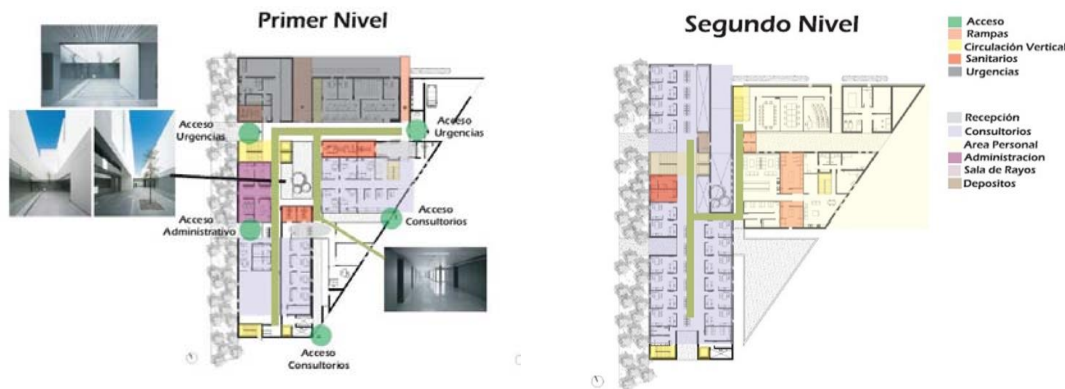 Primer Nivel
Acceso
Urgencias
Acceso
Urgencias
Acceso
Administrativo
Acceso
Consultorios
Acceso
Consultorios
Segundo Nivel
Acceso
Rampas
Circulación Vertical
Sanitarios
Urgencias
Recepción
Consultorios
Area Personal
Administracion
Sala de Rayos
Depositos